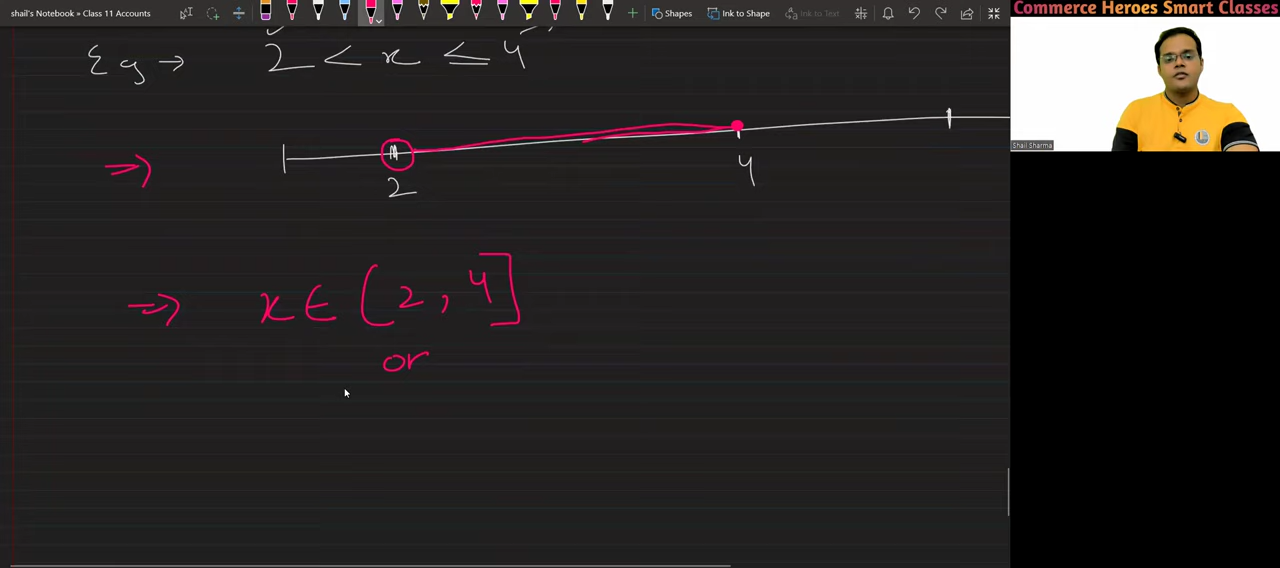 shail's Notebook » Class 11 Accounts
Shapes
Ink to Shape
Ink to Text
Commerce Heroes Smart Classes
Eg → 2 < x ≤ 4
2
4
⇒
⇒ x ∈ (2, 4]
or
Shail Sharma